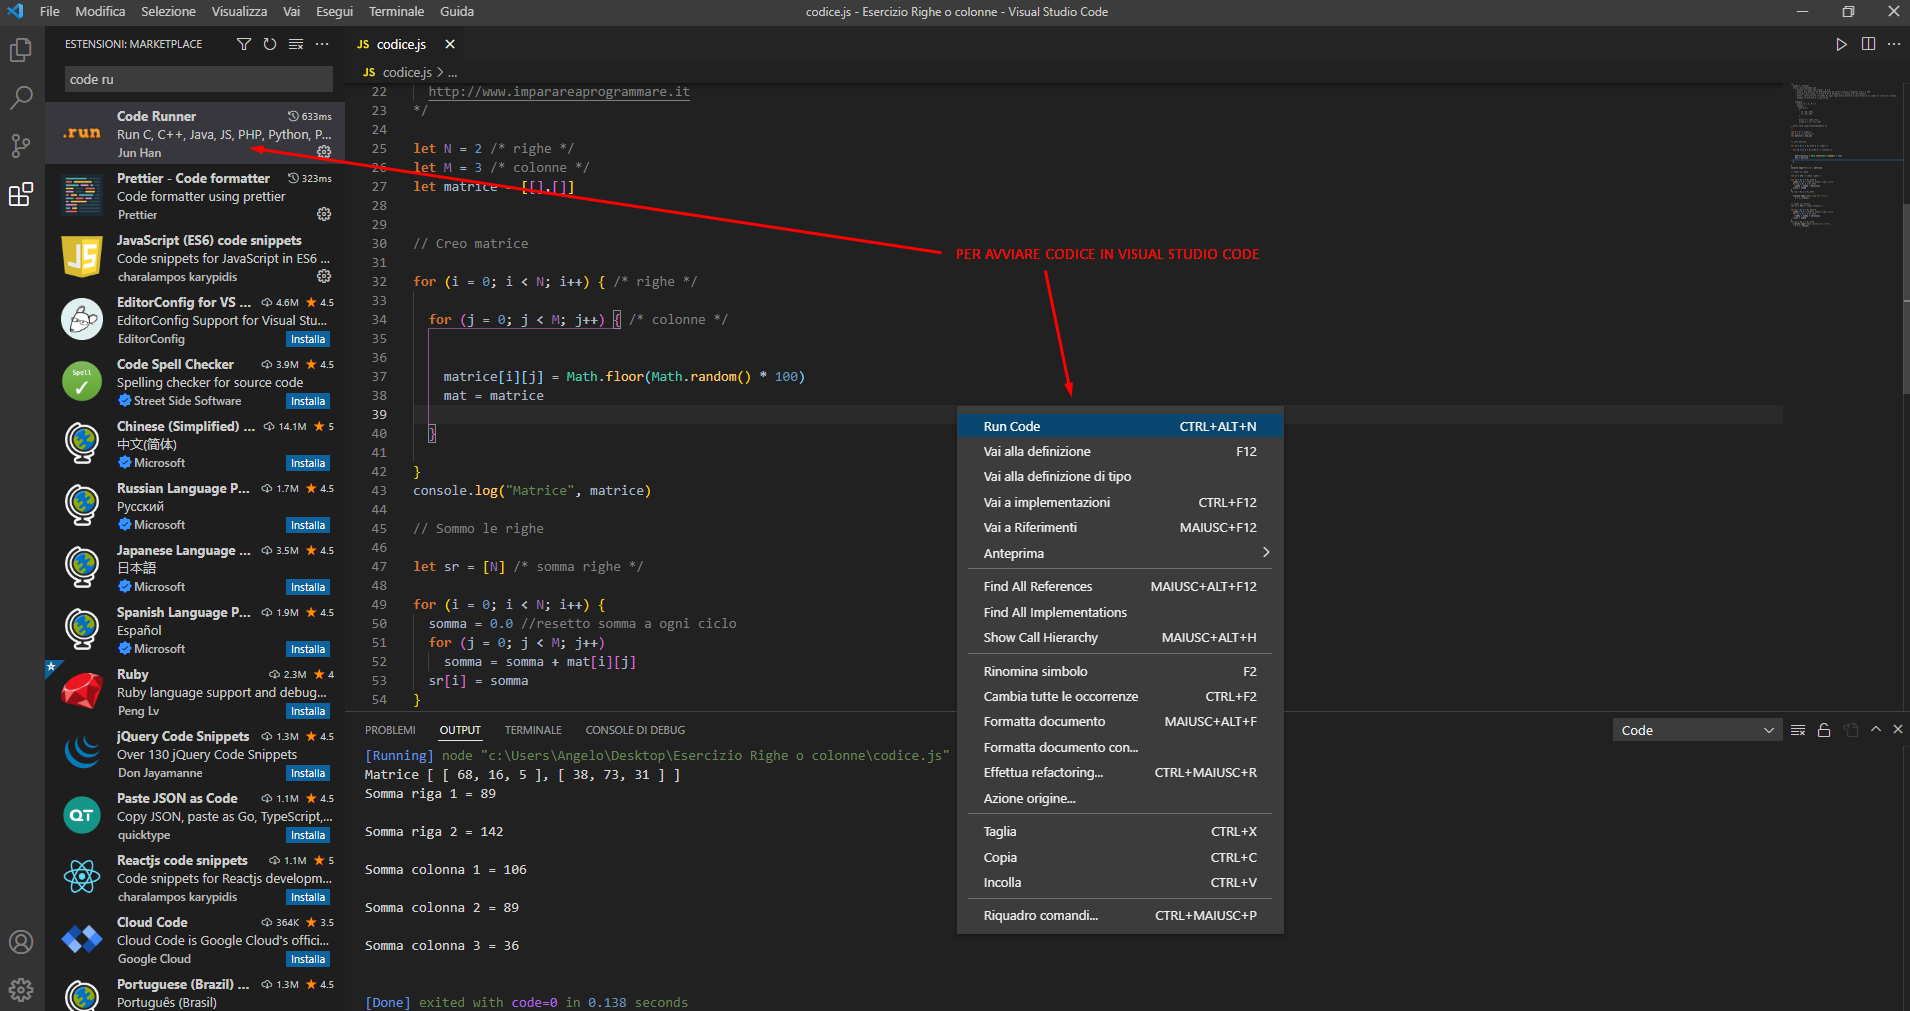 File Modifica Selezione Visualizza Vai Esegui Terminale Guida
codice.js - Esercizio Righe o colonne - Visual Studio Code
ESTENSIONI: MARKETPLACE
code ru
Code Runner 633ms
Run C, C++, Java, JS, PHP, Python, P...
Jun Han
.run
Prettier - Code formatter 323ms
Code formatter using prettier
Prettier
JavaScript (ES6) code snippets
Code snippets for JavaScript in ES6 ...
charalampos karypidis
JS
EditorConfig for VS ... 4.6M 4.5
EditorConfig Support for Visual Stu...
EditorConfig Installa
Code Spell Checker 3.9M 4.5
Spelling checker for source code
Street Side Software Installa
Spell
Chinese (Simplified) ... 14.1M 5
中文(简体)
Microsoft Installa
Russian Language P... 1.7M 4.5
Русский
Microsoft Installa
Japanese Language ... 3.5M 4.5
日本語
Microsoft Installa
Spanish Language P... 1.9M 4.5
Español
Microsoft Installa
Ruby 2.3M 4
Ruby language support and debug...
Peng Lv Installa
jQuery Code Snippets 1.3M 4.5
Over 130 jQuery Code Snippets
Don Jayamanne Installa
Paste JSON as Code 1.1M 4.5
Copy JSON, paste as Go, TypeScript,...
quicktype Installa
QT
Reactjs code snippets 1.1M 5
Code snippets for Reactjs developm...
charalampos karypidis Installa
Cloud Code 364K 3.5
Cloud Code is Google Cloud's offici...
Google Cloud Installa
Portuguese (Brazil) ... 1.3M 4.5
Português (Brasil)
JS codice.js
JS codice.js > ...
22 http://www.imparareaprogrammare.it
23 */
24
25 let N = 2 /* righe */
26 let M = 3 /* colonne */
27 let matrice = [[],[]]
28
29
30 // Creo matrice
31
32 for (i = 0; i < N; i++) { /* righe */
33
34 for (j = 0; j < M; j++) { /* colonne */
35
36
37 matrice[i][j] = Math.floor(Math.random() * 100)
38 mat = matrice
39
40 }
41
42 }
43 console.log("Matrice", matrice)
44
45 // Sommo le righe
46
47 let sr = [N] /* somma righe */
48
49 for (i = 0; i < N; i++) {
50 somma = 0.0 //resetto somma a ogni ciclo
51 for (j = 0; j < M; j++)
52 somma = somma + mat[i][j]
53 sr[i] = somma
54 }
PER AVVIARE CODICE IN VISUAL STUDIO CODE
Run Code CTRL+ALT+N
Vai alla definizione F12
Vai alla definizione di tipo
Vai a implementazioni CTRL+F12
Vai a Riferimenti MAIUSC+F12
Anteprima
Find All References MAIUSC+ALT+F12
Find All Implementations
Show Call Hierarchy MAIUSC+ALT+H
Rinomina simbolo F2
Cambia tutte le occorrenze CTRL+F2
Formatta documento MAIUSC+ALT+F
Formatta documento con...
Effettua refactoring... CTRL+MAIUSC+R
Azione origine...
Taglia CTRL+X
Copia CTRL+C
Incolla CTRL+V
Riquadro comandi... CTRL+MAIUSC+P
PROBLEMI OUTPUT TERMINALE CONSOLE DI DEBUG
Code
[Running] node "c:\Users\Angelo\Desktop\Esercizio Righe o colonne\codice.js"
Matrice [ [ 68, 16, 5 ], [ 38, 73, 31 ] ]
Somma riga 1 = 89
Somma riga 2 = 142
Somma colonna 1 = 106
Somma colonna 2 = 89
Somma colonna 3 = 36
[Done] exited with code=0 in 0.138 seconds